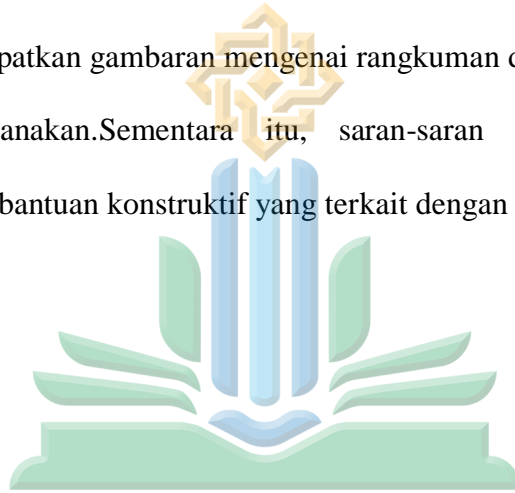 patkan gambaran mengenai rangkuman
anakan.Sementara itu, saran-saran
bantuan konstruktif yang terkait dengan